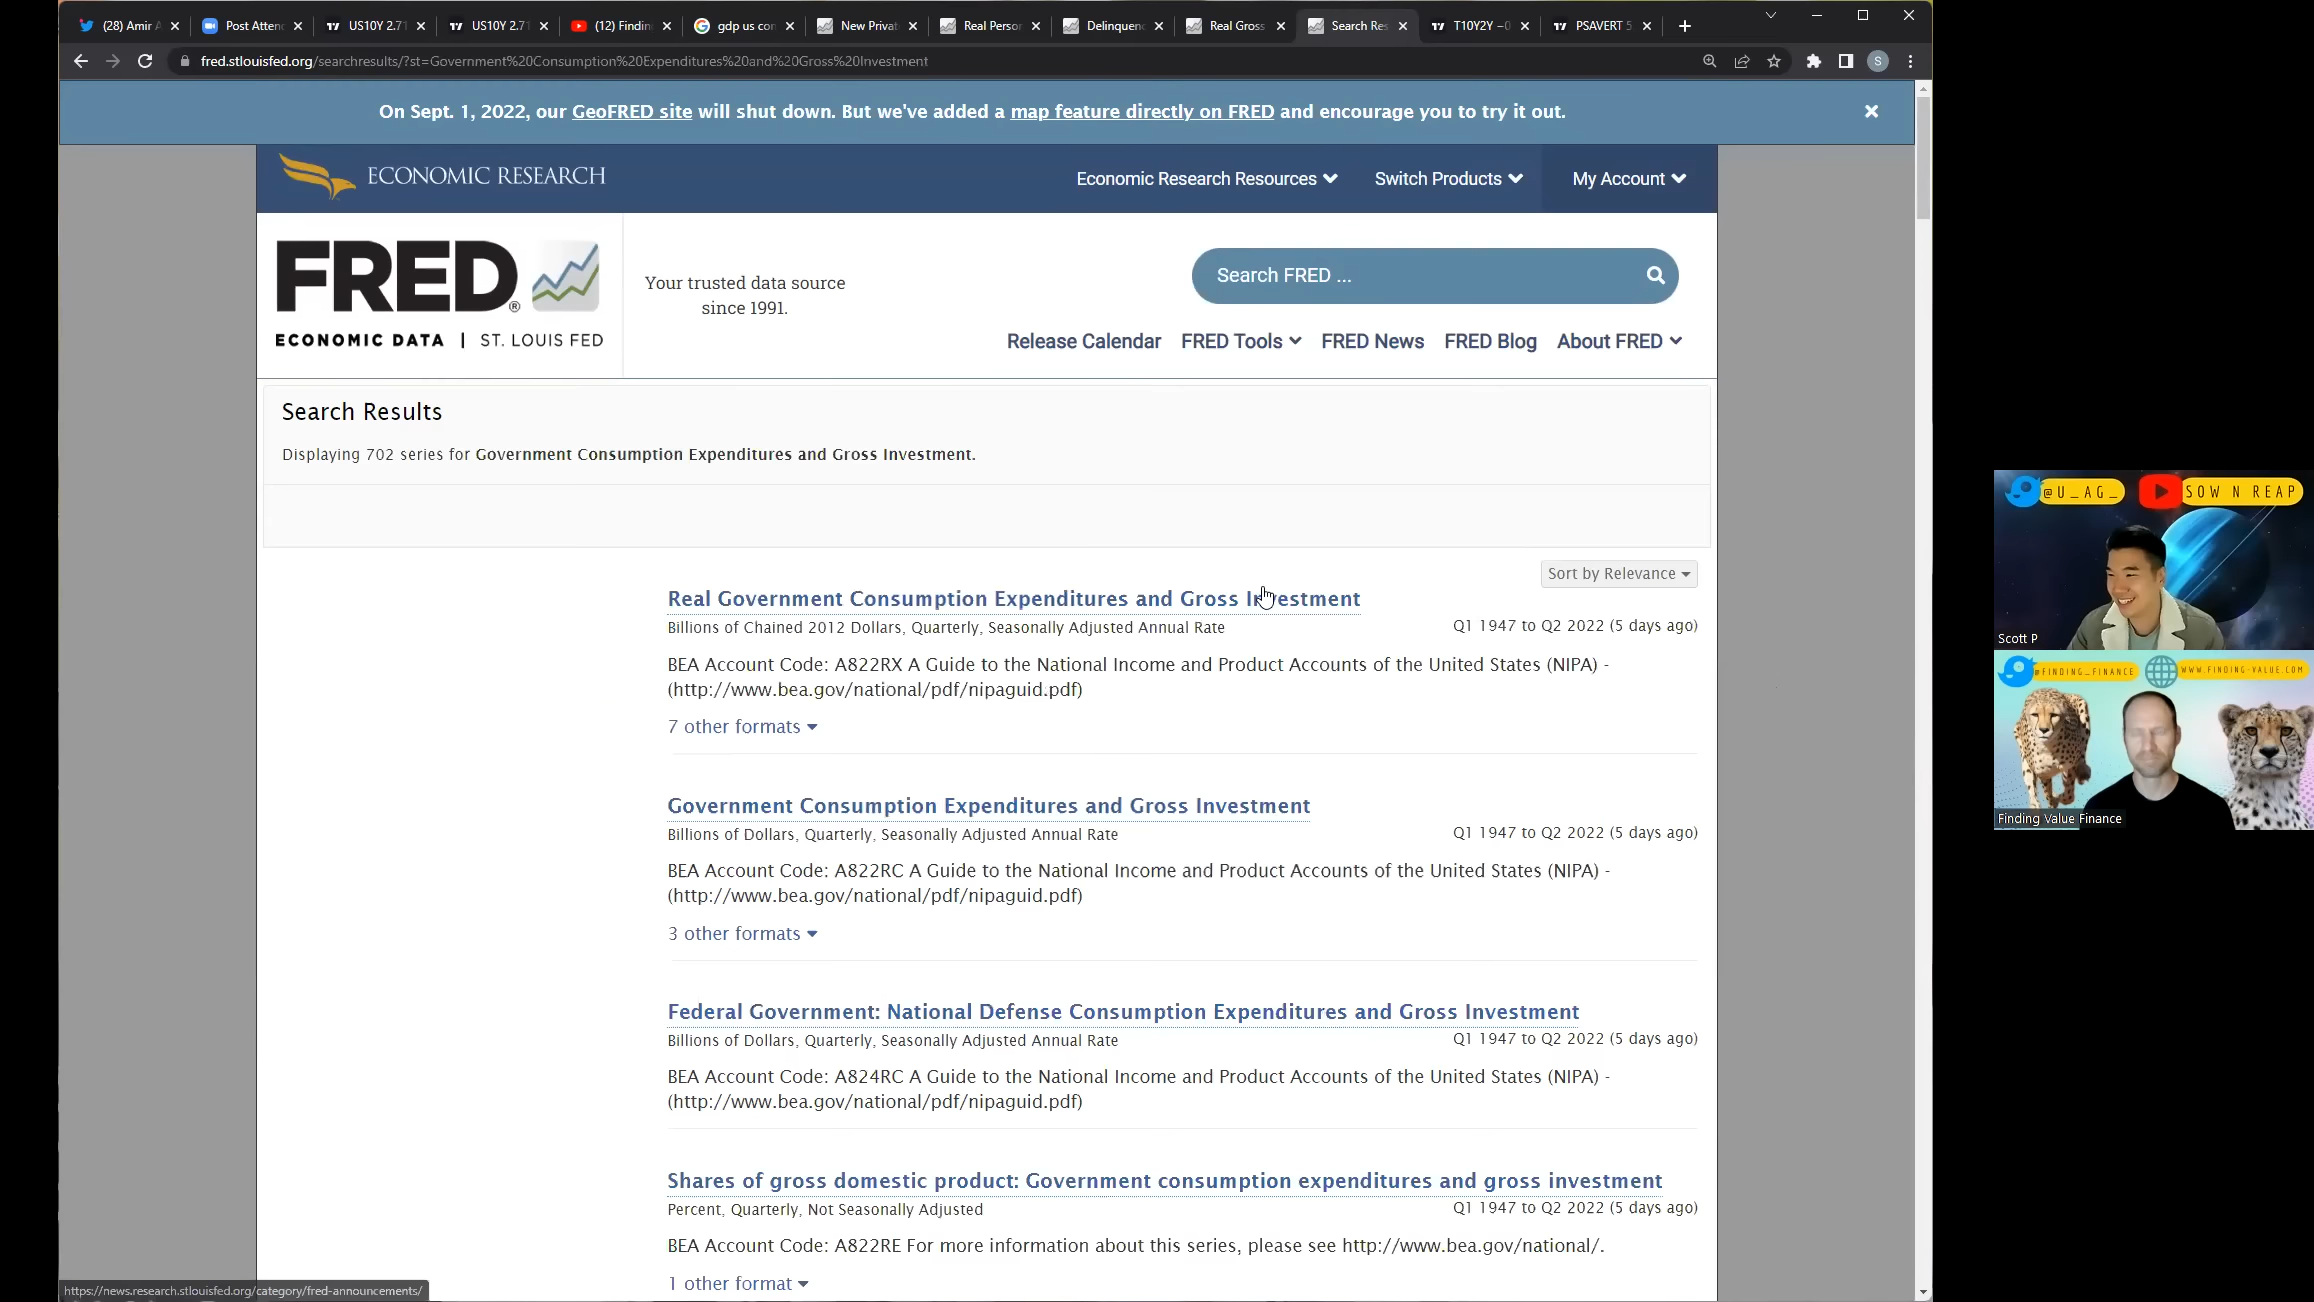 (28) Amir A
Post Attend
US10Y 2.71
US10Y 2.71
(12) Findin
gdp us con
New Privat
Real Person
Delinquenc
Real Gross
Search Res
T10Y2Y −0
PSAVERT 5
fred.stlouisfed.org/searchresults/?st=Government%20Consumption%20Expenditures%20and%20Gross%20Investment
S
On Sept. 1, 2022, our GeoFRED site will shut down. But we've added a map feature directly on FRED and encourage you to try it out.
ECONOMIC RESEARCH
Economic Research Resources
Switch Products
My Account
FRED®
ECONOMIC DATA | ST. LOUIS FED
Your trusted data source
since 1991.
Search FRED ...
Release Calendar
FRED Tools
FRED News
FRED Blog
About FRED
Search Results
Displaying 702 series for Government Consumption Expenditures and Gross Investment.
Sort by Relevance
Real Government Consumption Expenditures and Gross Investment
Billions of Chained 2012 Dollars, Quarterly, Seasonally Adjusted Annual Rate
Q1 1947 to Q2 2022 (5 days ago)
BEA Account Code: A822RX A Guide to the National Income and Product Accounts of the United States (NIPA) -
(http://www.bea.gov/national/pdf/nipaguid.pdf)
7 other formats
Government Consumption Expenditures and Gross Investment
Billions of Dollars, Quarterly, Seasonally Adjusted Annual Rate
Q1 1947 to Q2 2022 (5 days ago)
BEA Account Code: A822RC A Guide to the National Income and Product Accounts of the United States (NIPA) -
(http://www.bea.gov/national/pdf/nipaguid.pdf)
3 other formats
Federal Government: National Defense Consumption Expenditures and Gross Investment
Billions of Dollars, Quarterly, Seasonally Adjusted Annual Rate
Q1 1947 to Q2 2022 (5 days ago)
BEA Account Code: A824RC A Guide to the National Income and Product Accounts of the United States (NIPA) -
(http://www.bea.gov/national/pdf/nipaguid.pdf)
Shares of gross domestic product: Government consumption expenditures and gross investment
Percent, Quarterly, Not Seasonally Adjusted
Q1 1947 to Q2 2022 (5 days ago)
BEA Account Code: A822RE For more information about this series, please see http://www.bea.gov/national/.
1 other format
https://news.research.stlouisfed.org/category/fred-announcements/
@U_AG_
SOW N REAP
Scott P
@FINDING_FINANCE
WWW.FINDING-VALUE.COM
Finding Value Finance